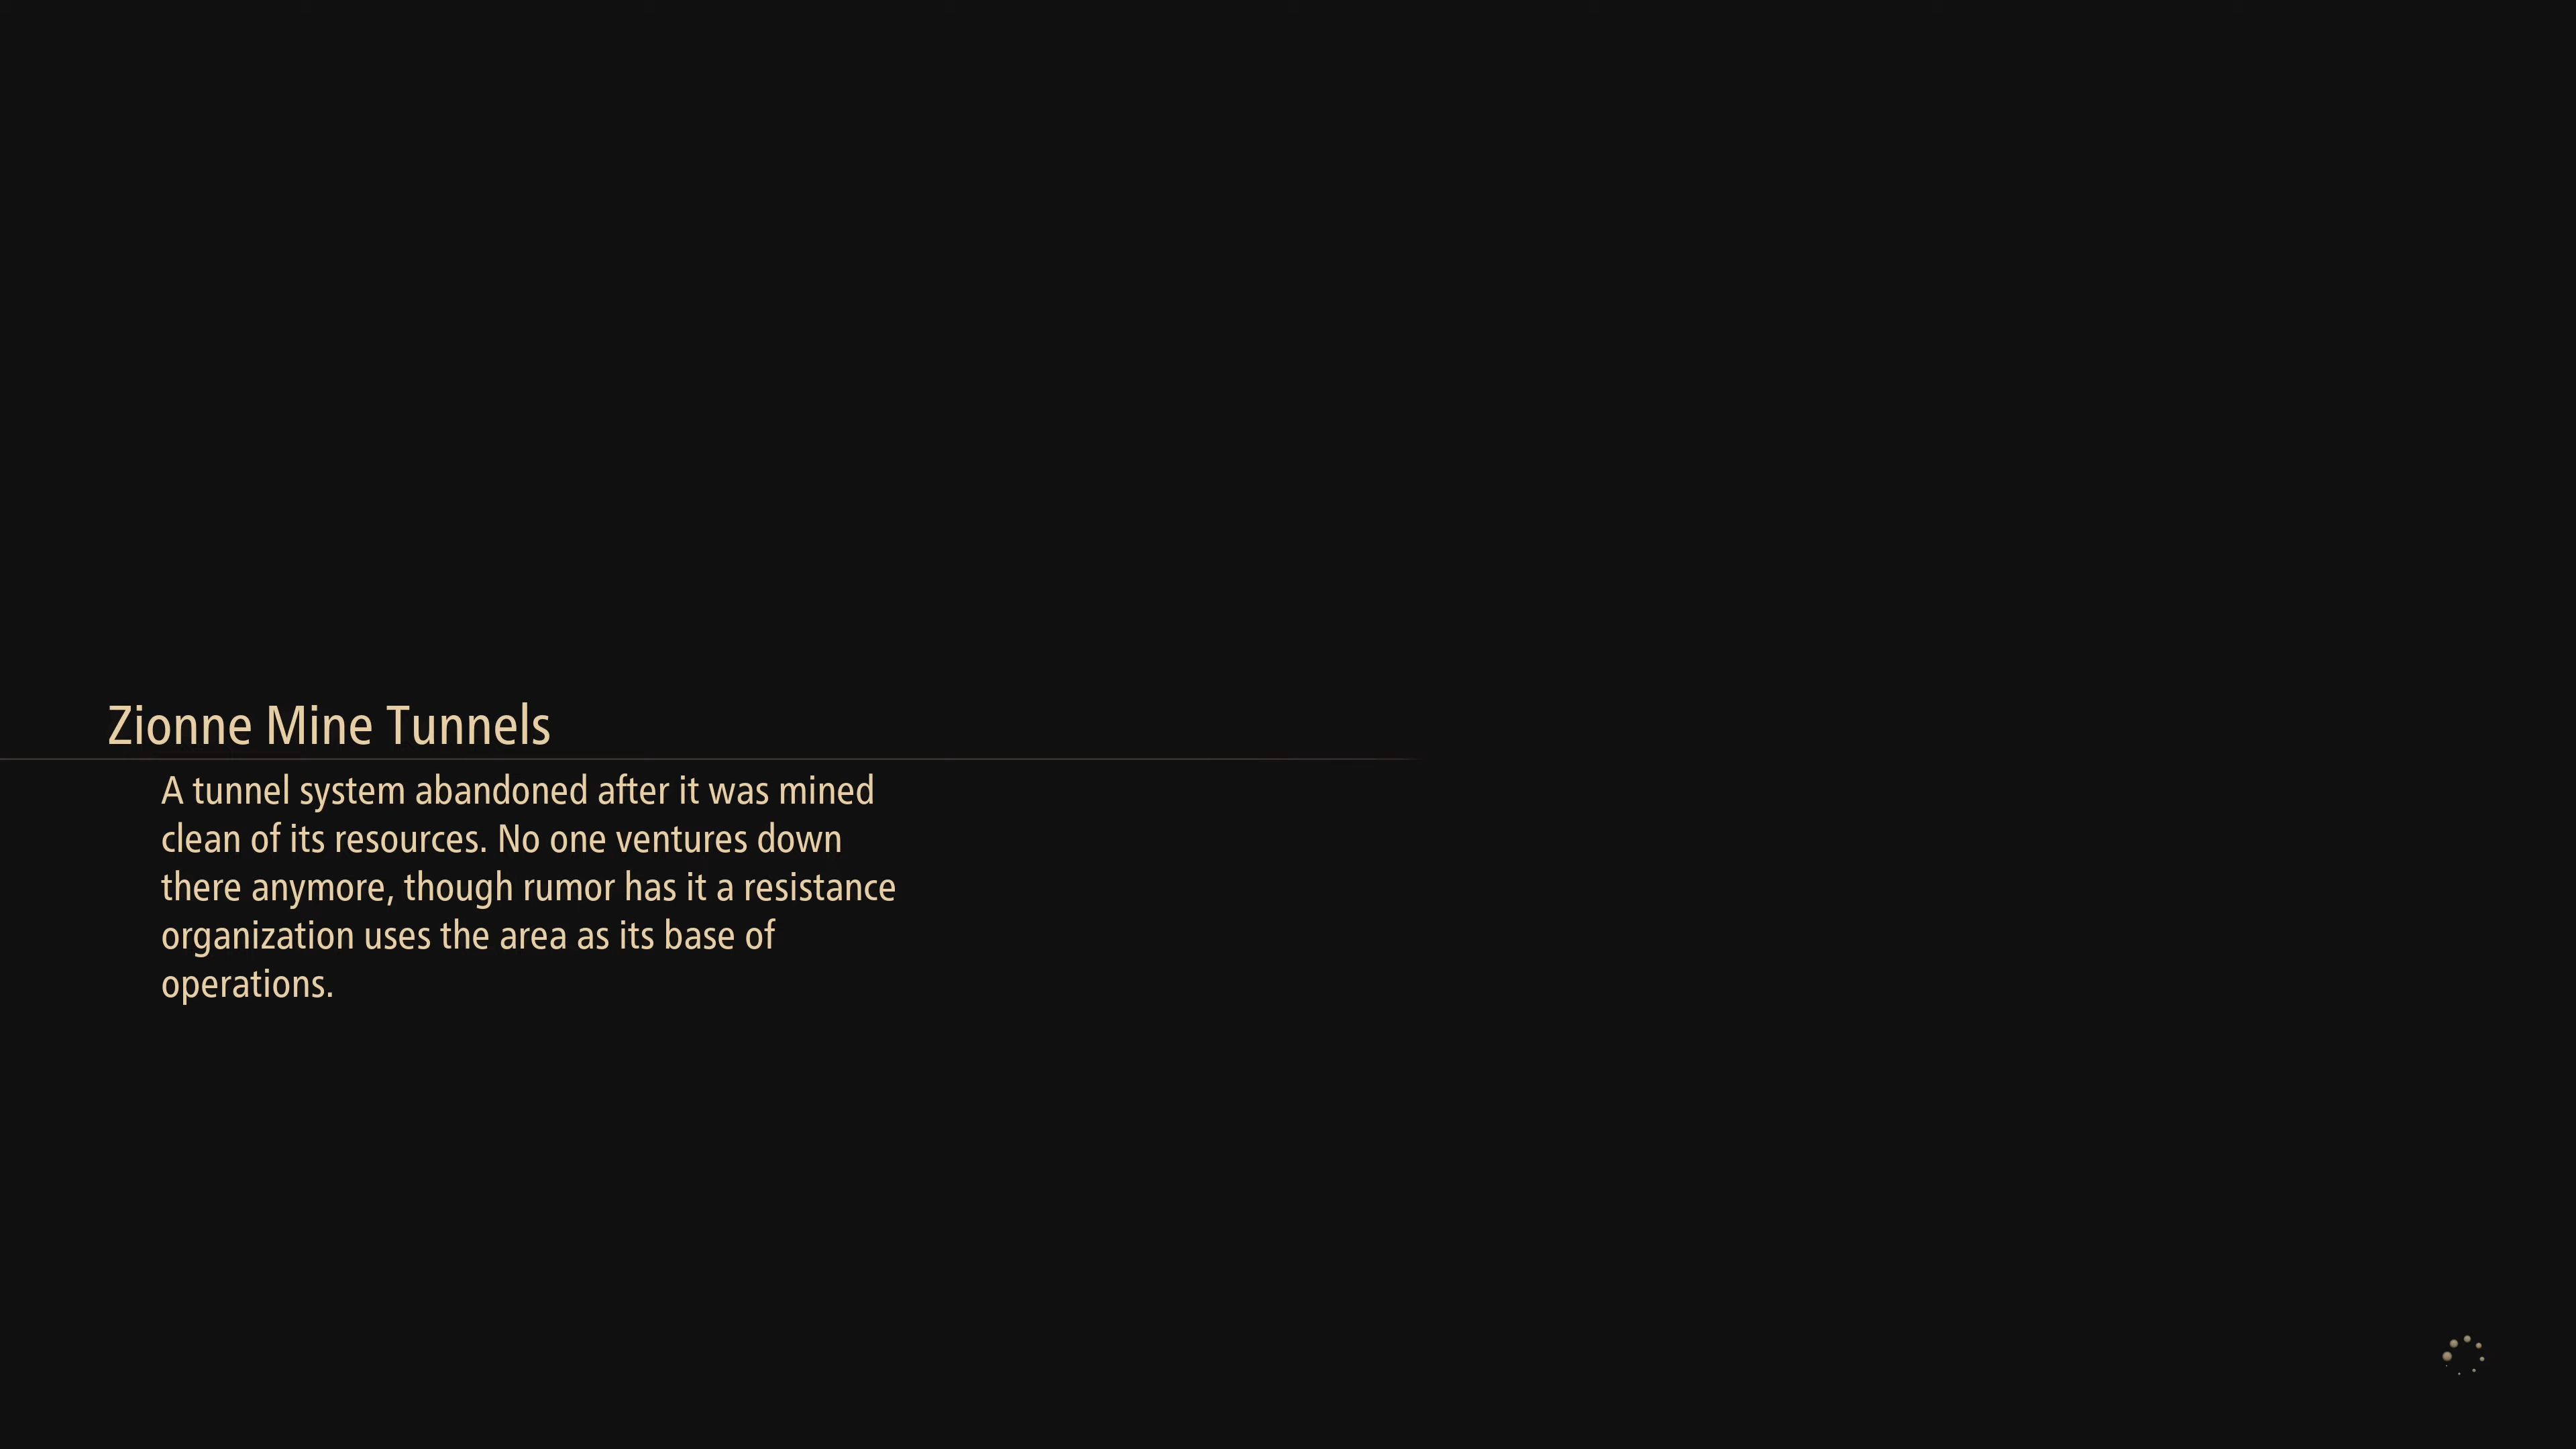 Zionne Mine Tunnels
A tunnel system abandoned after it was mined
clean of its resources. No one ventures down
there anymore, though rumor has it a resistance
organization uses the area as its base of
operations.